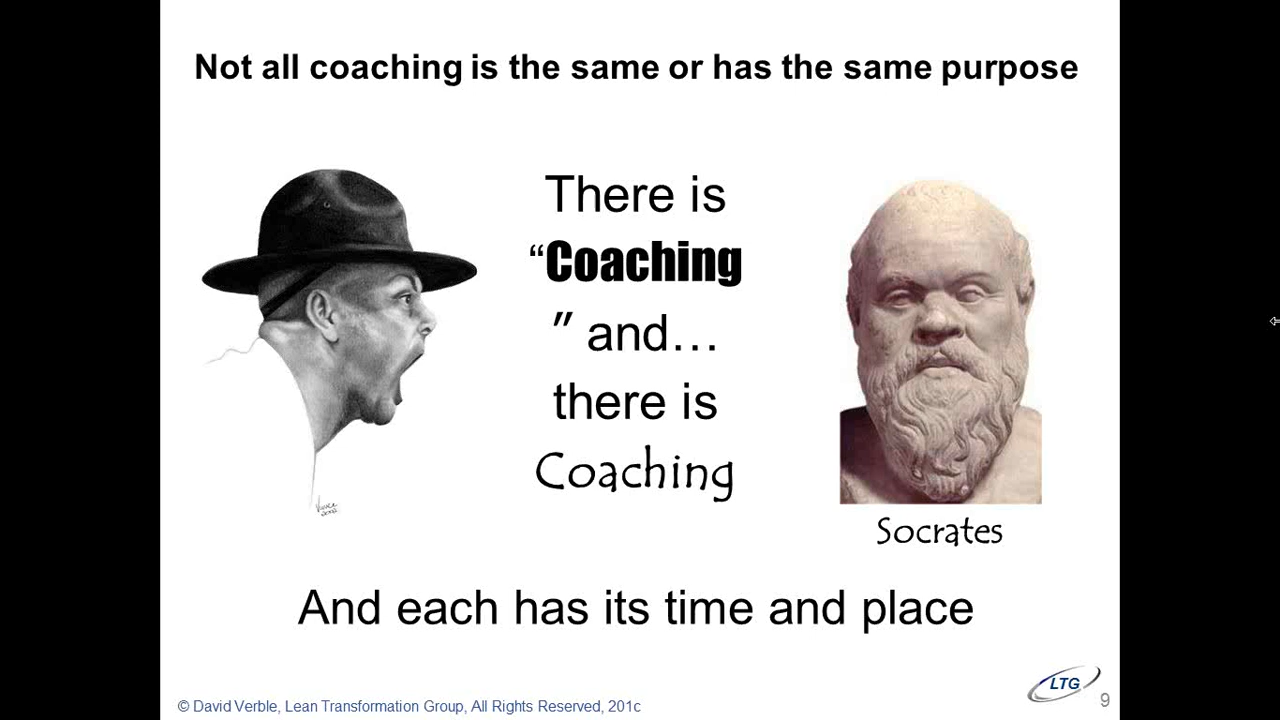 Not all coaching is the same or has the same purpose
There is
“Coaching
” and…
there is
Coaching
Socrates
And each has its time and place
© David Verble, Lean Transformation Group, All Rights Reserved, 201c
LTG
9